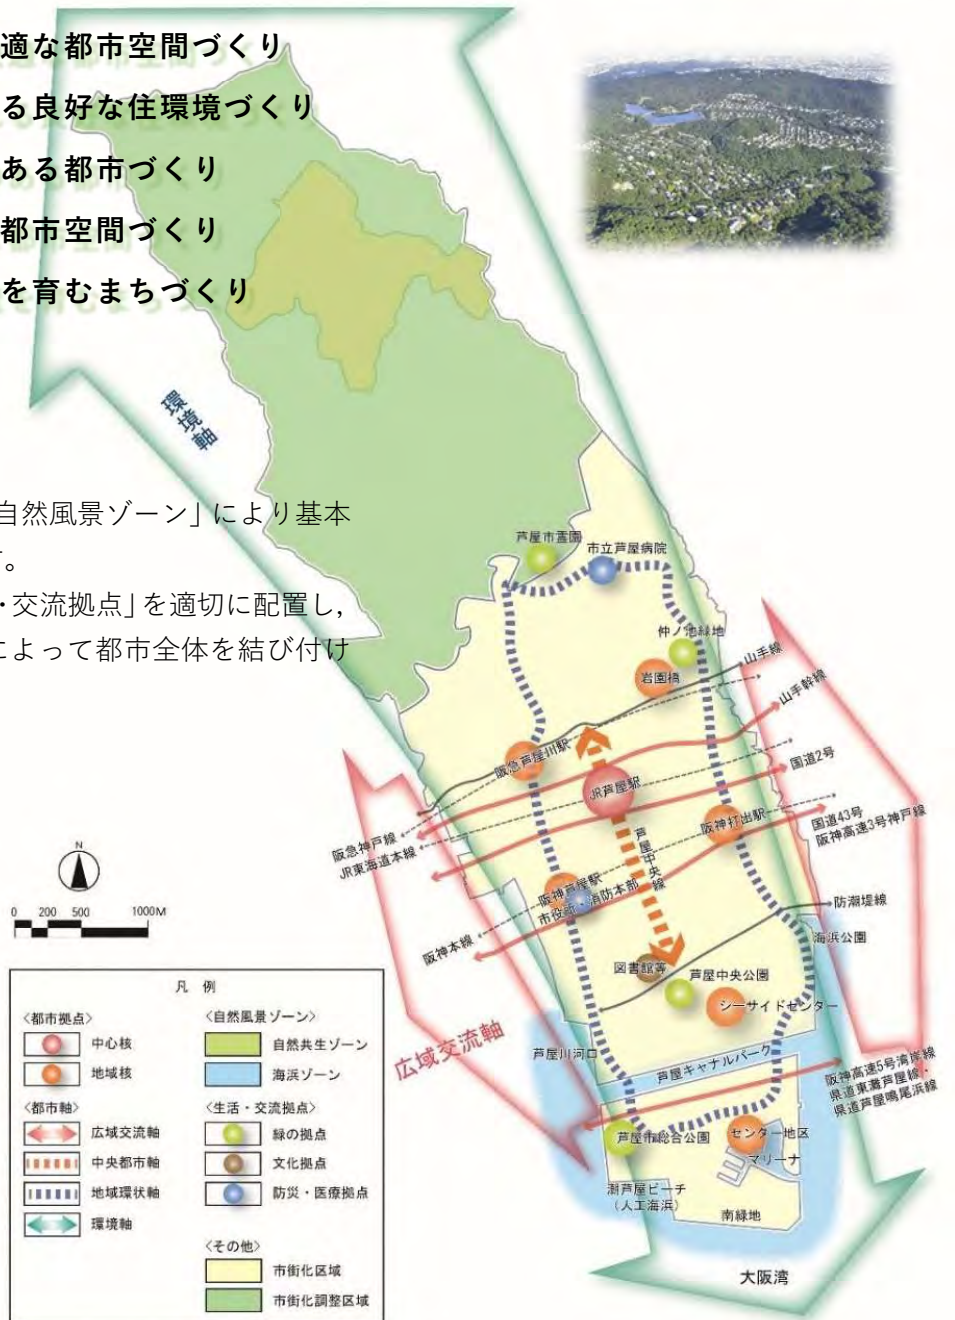 適な都市空間づくり
る良好な住環境づくり
ある都市づくり
都市空間づくり
を育むまちづくり
環境軸
自然風景ゾーン」により基本
。
・交流拠点」を適切に配置し,
によって都市全体を結び付け
芦屋市霊園
市立芦屋病院
仲ノ池緑地
岩園橋
山手線
山手幹線
阪急芦屋川駅
国道2号
JR芦屋駅
阪神打出駅
国道43号
阪神高速3号神戸線
阪急神戸線
JR東海道本線
芦屋中央線
阪神芦屋駅
市役所・消防本部
防潮堤線
阪神本線
海浜公園
図書館等
芦屋中央公園
シーサイドセンター
広域交流軸
芦屋川河口
芦屋キャナルパーク
阪神高速5号湾岸線・
県道東灘芦屋線・
県道芦屋鳴尾浜線
芦屋市総合公園
センター地区
マリーナ
潮芦屋ビーチ
(人工海浜)
南緑地
大阪湾
N
0 200 500 1000M
凡 例
〈都市拠点〉
中心核
地域核
〈都市軸〉
広域交流軸
中央都市軸
地域環状軸
環境軸
〈自然風景ゾーン〉
自然共生ゾーン
海浜ゾーン
〈生活・交流拠点〉
緑の拠点
文化拠点
防災・医療拠点
〈その他〉
市街化区域
市街化調整区域